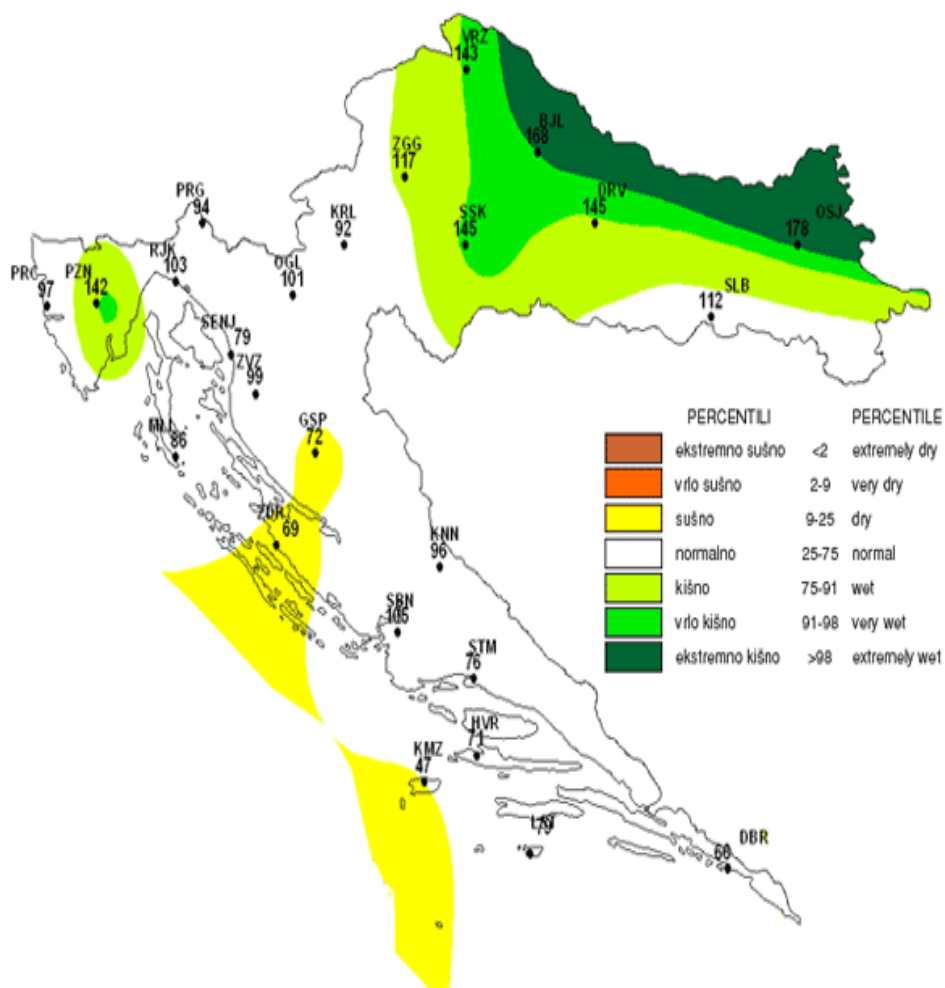 VRZ
143
BJL
168
ZGG
117
PRG
94
KRL
92
SSK
145
DRV
145
OSJ
178
RJK
103
OGL
101
PRC
97
PZN
142
SLB
112
SENJ
79
ZVZ
99
86
GSP
72
ZDR
69
KNN
96
SBN
105
STM
76
HVR
71
KMZ
47
79
DBR
66
PERCENTILI PERCENTILE
ekstremno sušno <2 extremely dry
vrlo sušno 2-9 very dry
sušno 9-25 dry
normalno 25-75 normal
kišno 75-91 wet
vrlo kišno 91-98 very wet
ekstremno kišno >98 extremely wet